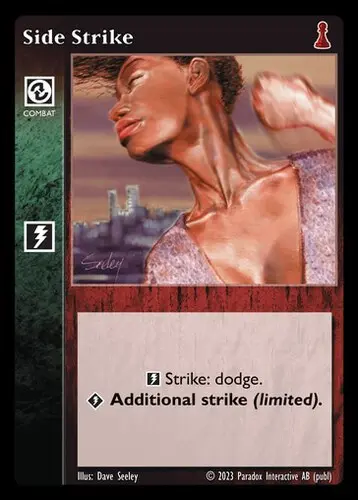 Side Strike
COMBAT
Seeley
Strike: dodge.
Additional strike (limited).
Illus: Dave Seeley
© 2023 Paradox Interactive AB (publ)